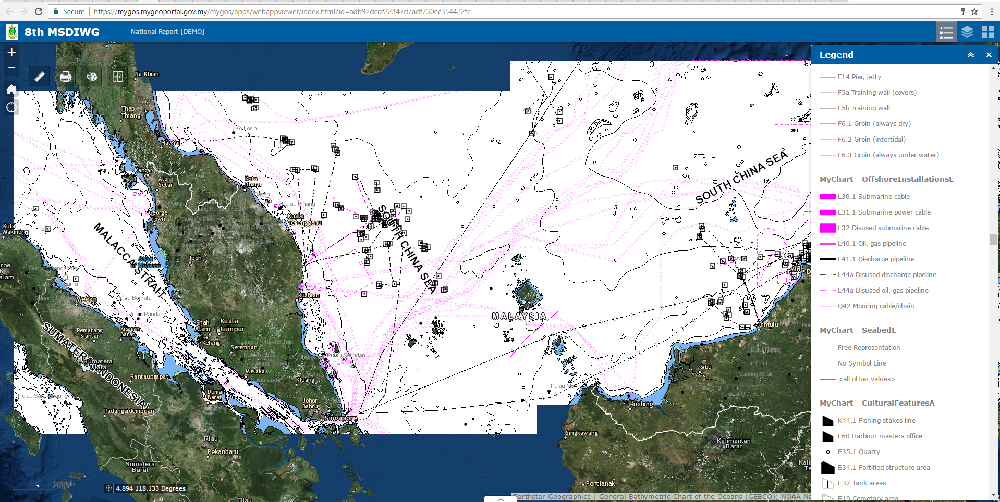 Secure https://mygos.mygeoportal.gov.my/mygos/apps/webappviewer/index.html?id=adb92dcdf22347d7adf730ec354422fc
8th MSDIWG
National Report [DEMO]
Legend
F14 Pier, jetty
F5a Training wall (covers)
F5b Training wall
F6.1 Groin (always dry)
F6.2 Groin (intertidal)
F6.3 Groin (always under water)
MyChart - OffshoreInstallationsL
L30.1 Submarine cable
L31.1 Submarine power cable
L32 Disused submarine cable
L40.1 Oil, gas pipeline
L41.1 Discharge pipeline
L44a Disused discharge pipeline
L44a Disused oil, gas pipeline
Q42 Mooring cable/chain
MyChart - SeabedL
Free Representation
No Symbol Line
<all other values>
MyChart - CulturalFeaturesA
K44.1 Fishing stakes line
F60 Harbour masters office
E35.1 Quarry
E34.1 Fortified structure area
E32 Tank areas
E19 Cemetary area
Na Khian
Thap
Thiang
Ko Losin
Hat Yai
Kangar
Alor
Setar
Kota
Bharu
George
Town
Pulau Pinang
Kuala
Terengganu
SOUTH CHINA SEA
SOUTH CHINA SEA
Kuta
Makmur
MALACCA STRAIT
Strait
of Malacca
Ipoh
Medan
Pulau Berhala
Pulau Pandang
Kuantan
MALAYSIA
Min
Bintulu
Shah
Alam
Kuala
Lumpur
Kelang
Seremban
Pematang
Siantar
Kisaran
Barat
SUMATERA (INDONESIA)
Sumatera
Utara
Rantauprapat
Melaka
Kluang
Dumai
Barat
Johor
Bahru
Singapore
Padangsidempuan
Riau
Pekanbaru
Sumatera
Barat
Riau
Sibu
Bukit Lombok
Kuching
Singkawang
Kalimantan
Barat
Pontianak
100km
4.894 118.133 Degrees
Earthstar Geographics | General Bathymetric Chart of the Oceans (GEBCO); NOAA Na